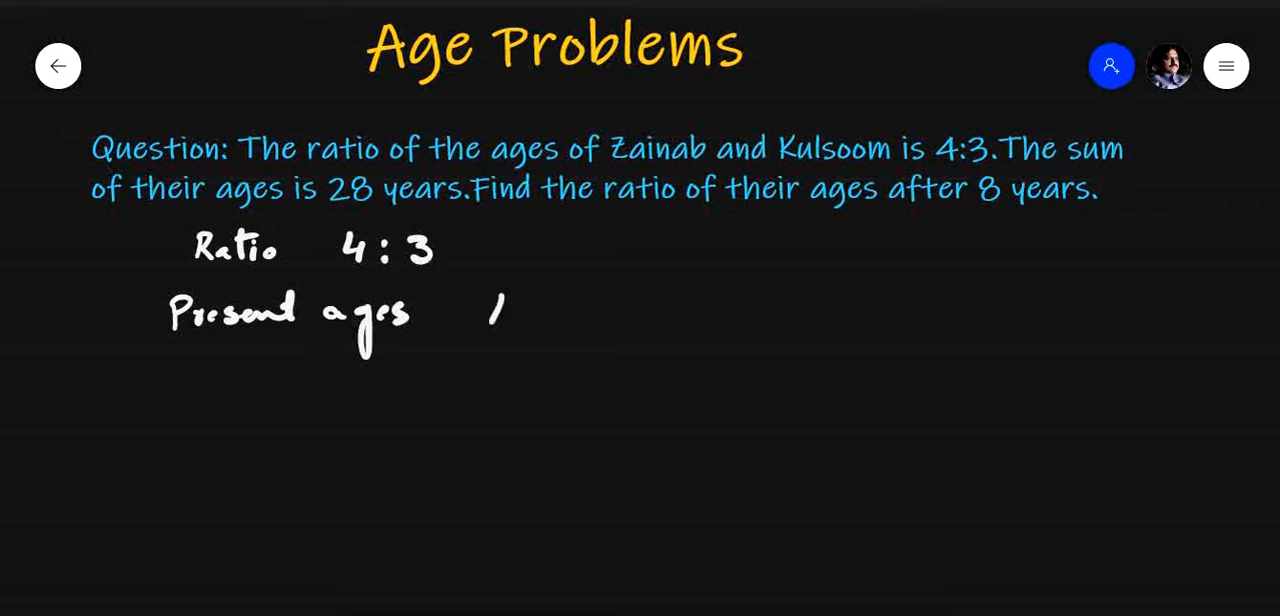 Age Problems
Question: The ratio of the ages of Zainab and Kulsoom is 4:3.The sum
of their ages is 28 years.Find the ratio of their ages after 8 years.
Ratio 4 : 3
Present ages